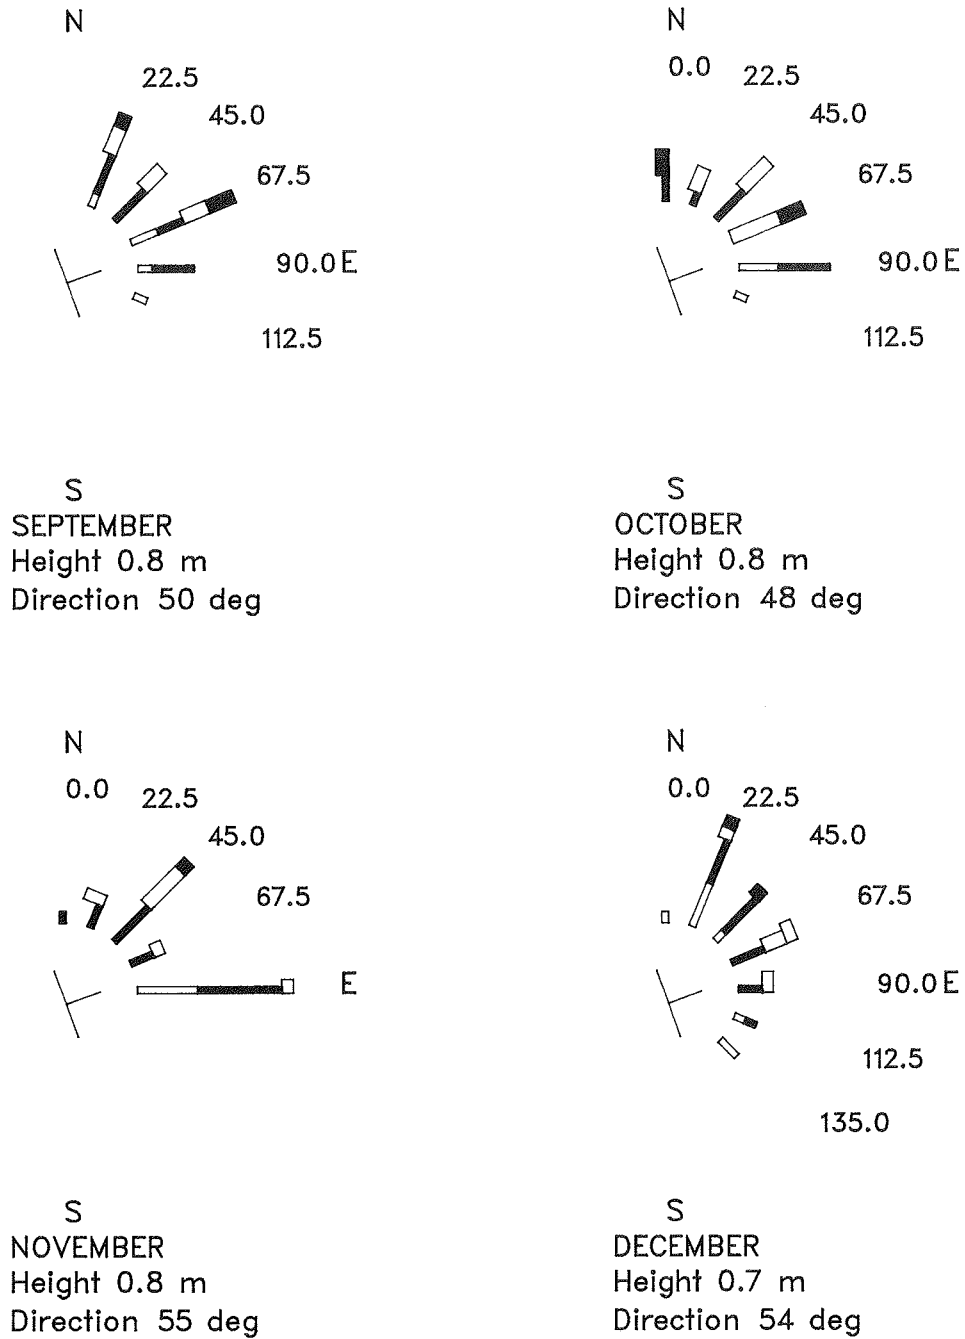 N
22.5
45.0
67.5
90.0 E
112.5
S
SEPTEMBER
Height 0.8 m
Direction 50 deg
N
0.0
22.5
45.0
67.5
90.0 E
112.5
S
OCTOBER
Height 0.8 m
Direction 48 deg
N
0.0
22.5
45.0
67.5
E
S
NOVEMBER
Height 0.8 m
Direction 55 deg
N
0.0
22.5
45.0
67.5
90.0 E
112.5
135.0
S
DECEMBER
Height 0.7 m
Direction 54 deg